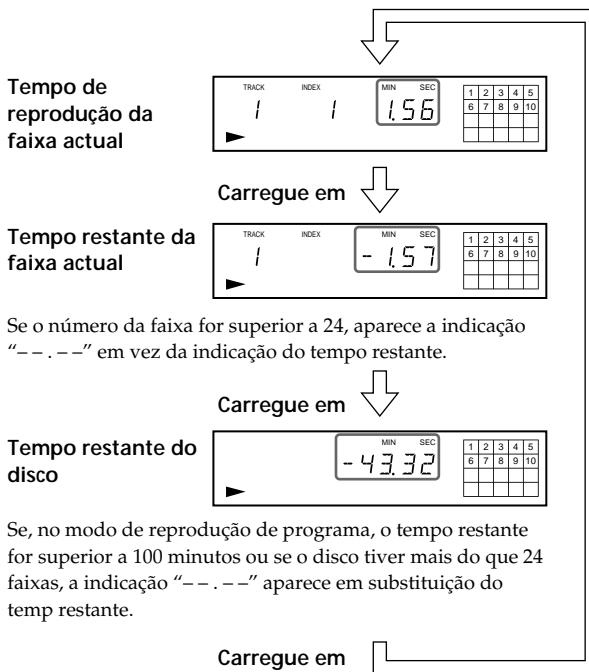 Tempo de
reprodução da
faixa actual
TRACK INDEX MIN SEC
1 1 1.56
1 2 3 4 5
6 7 8 9 10
Carregue em
Tempo restante da
faixa actual
TRACK INDEX MIN SEC
1 - 1.57
1 2 3 4 5
6 7 8 9 10
Se o número da faixa for superior a 24, aparece a indicação
“– – . – –” em vez da indicação do tempo restante.
Carregue em
Tempo restante do
disco
MIN SEC
- 43.32
1 2 3 4 5
6 7 8 9 10
Se, no modo de reprodução de programa, o tempo restante
for superior a 100 minutos ou se o disco tiver mais do que 24
faixas, a indicação “– – . – –” aparece em substituição do
temp restante.
Carregue em